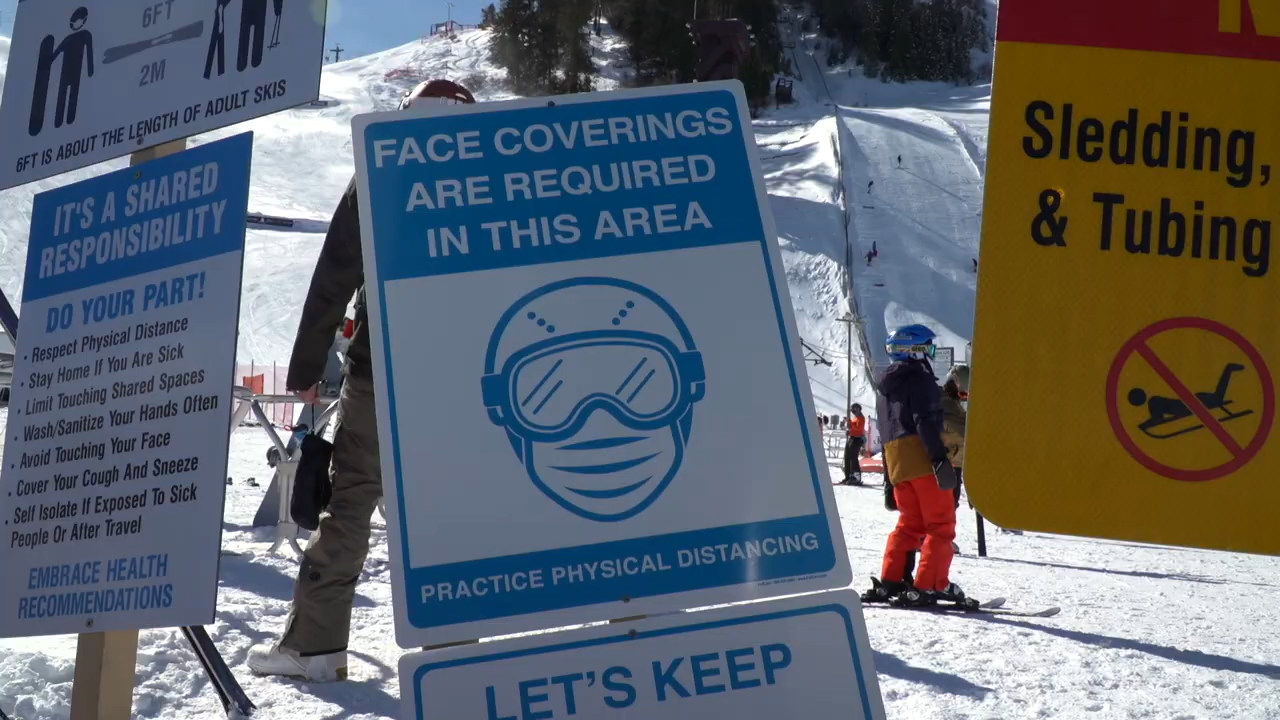 6FT
2M
6FT IS ABOUT THE LENGTH OF ADULT SKIS
IT'S A SHARED
RESPONSIBILITY
DO YOUR PART!
· Respect Physical Distance
· Stay Home If You Are Sick
· Limit Touching Shared Spaces
· Wash/Sanitize Your Hands Often
· Avoid Touching Your Face
· Cover Your Cough And Sneeze
· Self Isolate If Exposed To Sick
People Or After Travel
EMBRACE HEALTH
RECOMMENDATIONS
FACE COVERINGS
ARE REQUIRED
IN THIS AREA
PRACTICE PHYSICAL DISTANCING
LET'S KEEP
Sledding,
& Tubing